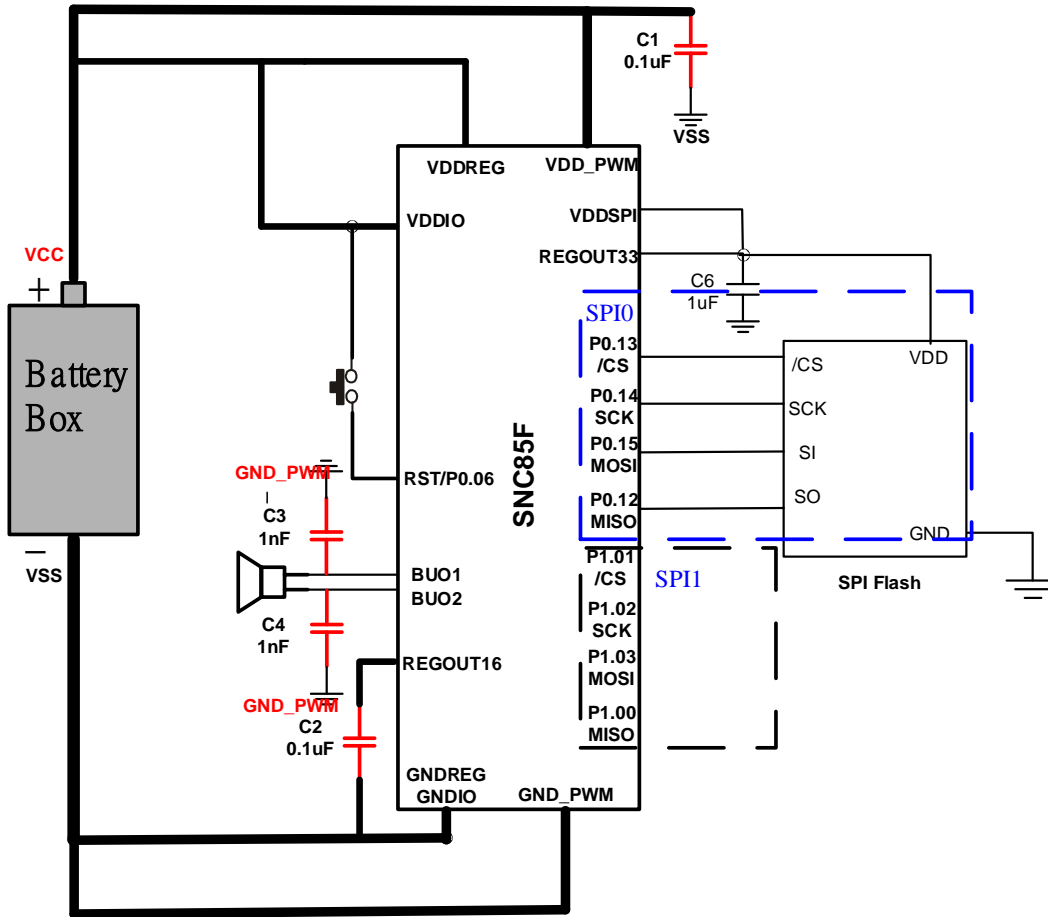 C1
0.1uF
VSS
VDDREG
VDD_PWM
VDDIO
VDDSPI
REGOUT33
VCC
+
Battery
Box
−
VSS
C6
1uF
SPI0
P0.13
/CS
P0.14
SCK
P0.15
MOSI
P0.12
MISO
/CS
VDD
SCK
SI
SO
GND
SPI Flash
SNC85F
RST/P0.06
GND_PWM
C3
1nF
BUO1
BUO2
C4
1nF
REGOUT16
GND_PWM
C2
0.1uF
P1.01
/CS
SPI1
P1.02
SCK
P1.03
MOSI
P1.00
MISO
GNDREG
GNDIO
GND_PWM